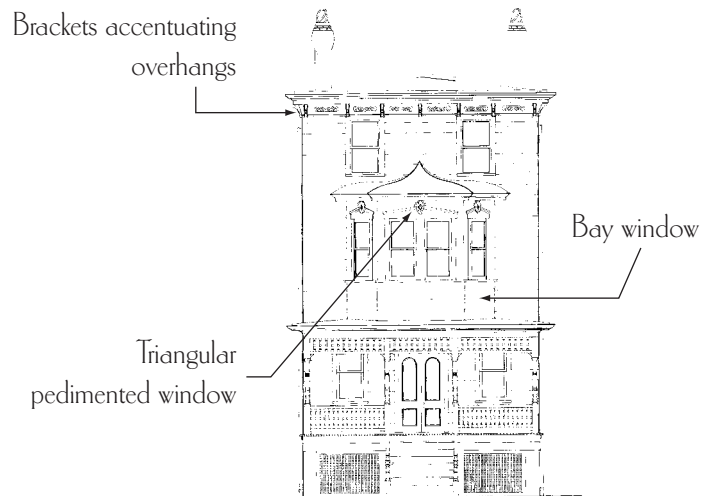 Brackets accentuating
overhangs
Bay window
Triangular
pedimented window